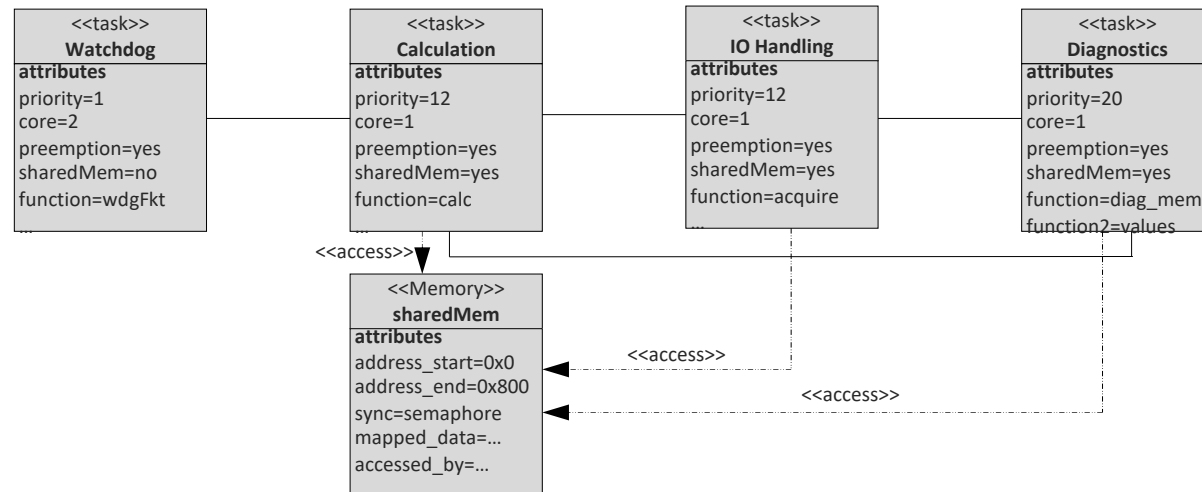 <<task>>
Watchdog
attributes
priority=1
core=2
preemption=yes
sharedMem=no
function=wdgFkt
...
<<task>>
Calculation
attributes
priority=12
core=1
preemption=yes
sharedMem=yes
function=calc
...
<<task>>
IO Handling
attributes
priority=12
core=1
preemption=yes
sharedMem=yes
function=acquire
...
<<task>>
Diagnostics
attributes
priority=20
core=1
preemption=yes
sharedMem=yes
function=diag_mem
function2=values
<<access>>
<<Memory>>
sharedMem
attributes
address_start=0x0
address_end=0x800
sync=semaphore
mapped_data=...
accessed_by=...
<<access>>
<<access>>